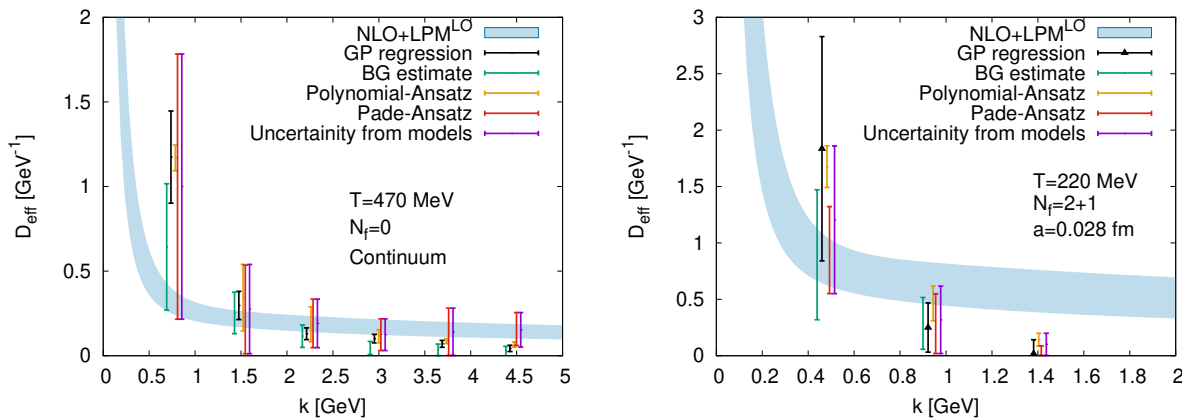 2
1.5
1
0.5
0
D_eff [GeV^-1]
NLO+LPM^LO
GP regression
BG estimate
Polynomial-Ansatz
Pade-Ansatz
Uncertainity from models
T=470 MeV
N_f=0
Continuum
0 0.5 1 1.5 2 2.5 3 3.5 4 4.5 5
k [GeV]
3
2.5
2
1.5
1
0.5
0
D_eff [GeV^-1]
NLO+LPM^LO
GP regression
BG estimate
Polynomial-Ansatz
Pade-Ansatz
Uncertainity from models
T=220 MeV
N_f=2+1
a=0.028 fm
0 0.2 0.4 0.6 0.8 1 1.2 1.4 1.6 1.8 2
k [GeV]